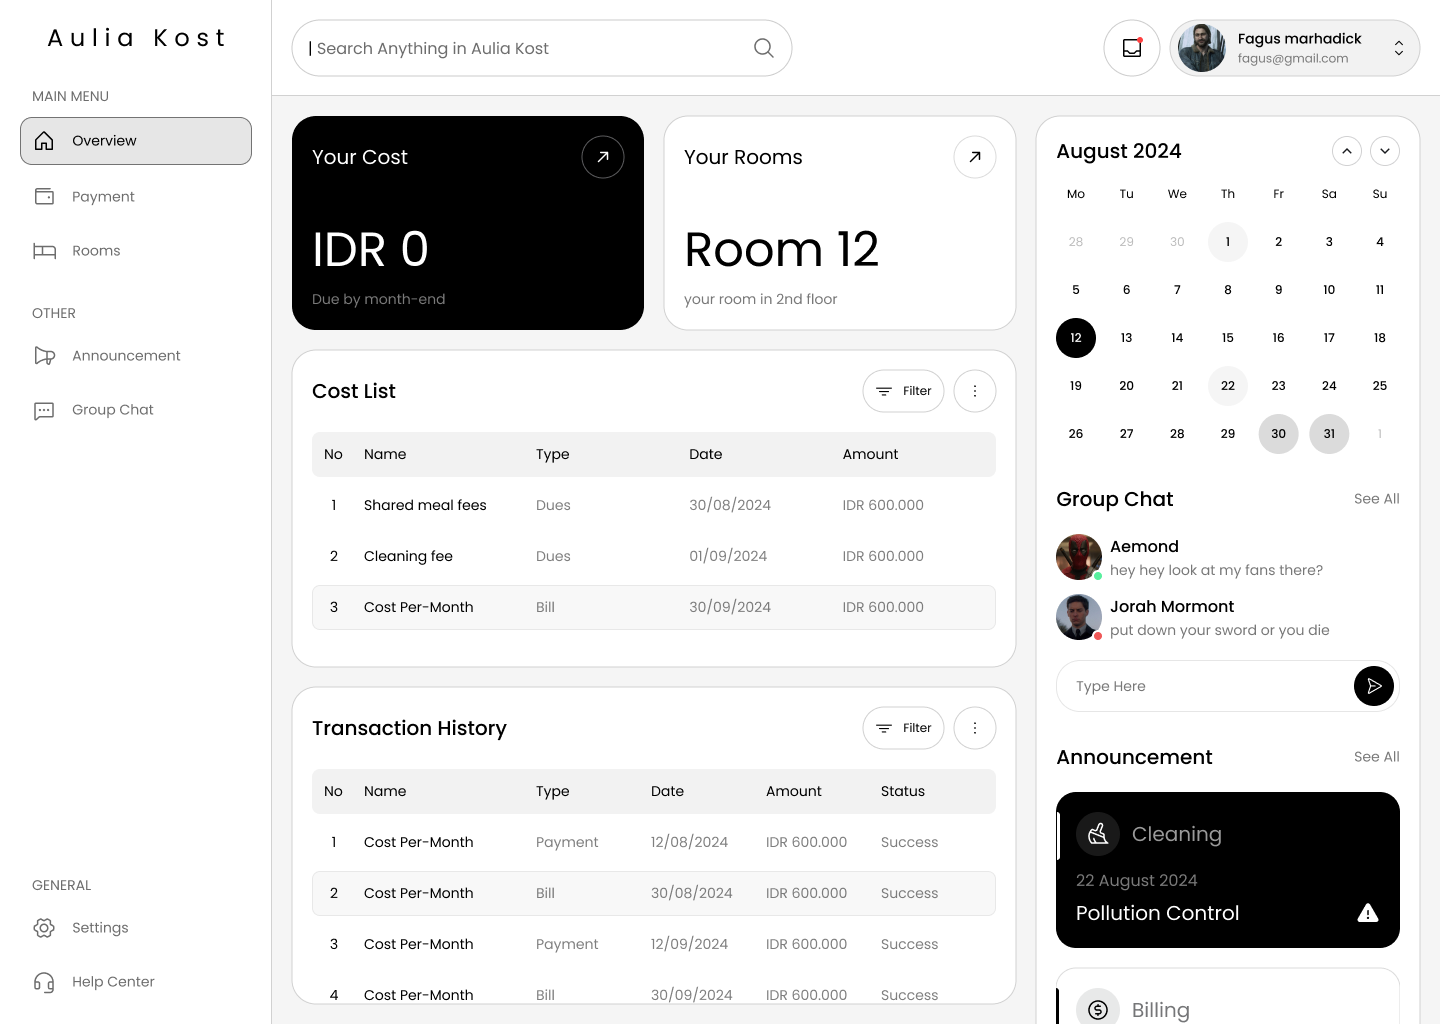 Aulia Kost
MAIN MENU
Overview
Payment
Rooms
OTHER
Announcement
Group Chat
GENERAL
Settings
Help Center
Search Anything in Aulia Kost
Fagus marhadick
fagus@gmail.com
Your Cost
IDR 0
Due by month-end
Your Rooms
Room 12
your room in 2nd floor
Cost List
Filter
No Name Type Date Amount
1 Shared meal fees Dues 30/08/2024 IDR 600.000
2 Cleaning fee Dues 01/09/2024 IDR 600.000
3 Cost Per-Month Bill 30/09/2024 IDR 600.000
Transaction History
Filter
No Name Type Date Amount Status
1 Cost Per-Month Payment 12/08/2024 IDR 600.000 Success
2 Cost Per-Month Bill 30/08/2024 IDR 600.000 Success
3 Cost Per-Month Payment 12/09/2024 IDR 600.000 Success
4 Cost Per-Month Bill 30/09/2024 IDR 600.000 Success
August 2024
Mo Tu We Th Fr Sa Su
28 29 30 1 2 3 4
5 6 7 8 9 10 11
12 13 14 15 16 17 18
19 20 21 22 23 24 25
26 27 28 29 30 31 1
Group Chat
See All
Aemond
hey hey look at my fans there?
Jorah Mormont
put down your sword or you die
Type Here
Announcement
See All
Cleaning
22 August 2024
Pollution Control
Billing